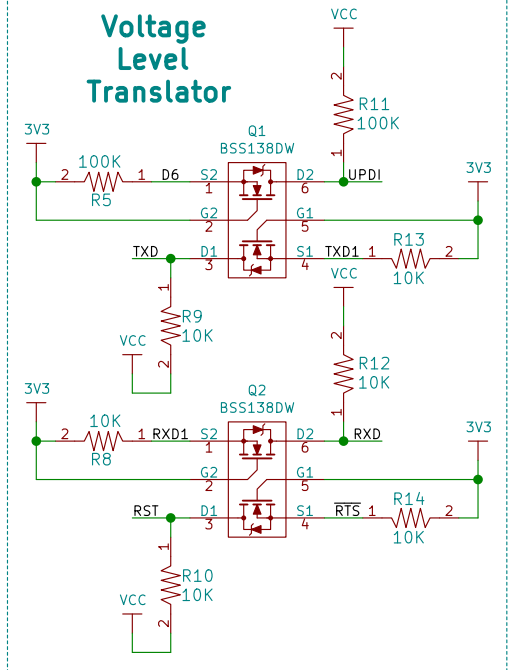 Voltage
Level
Translator
VCC
2
R11
100K
1
3V3
100K
2
1
D6
R5
Q1
BSS138DW
S2
1
D2
6
UPDI
3V3
G2
2
G1
5
TXD
D1
3
S1
4
TXD1
1
R13
2
10K
VCC
1
R9
10K
2
VCC
2
R12
10K
1
3V3
10K
2
1
RXD1
R8
Q2
BSS138DW
S2
1
D2
6
RXD
3V3
G2
2
G1
5
RST
D1
3
S1
4
RTS
1
R14
2
10K
1
R10
10K
2
VCC